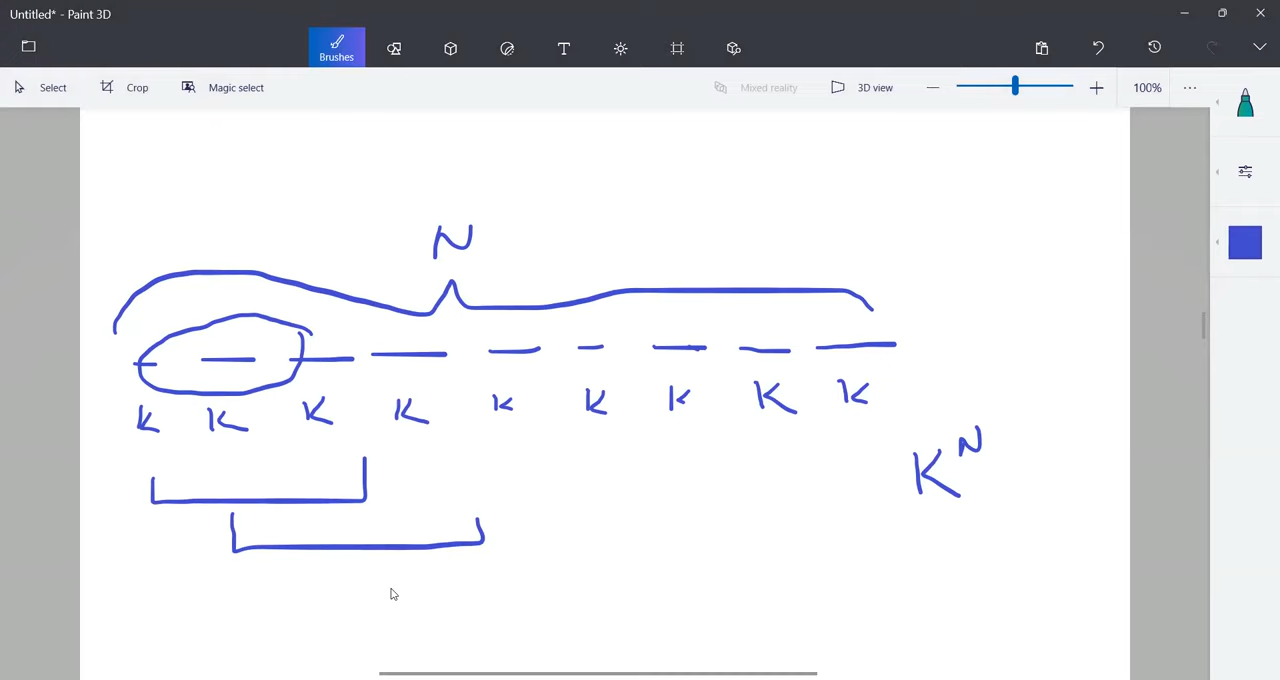 Untitled* - Paint 3D
Brushes
Select Crop Magic select Mixed reality 3D view 100%
N
K K K K K K K K K
K^N